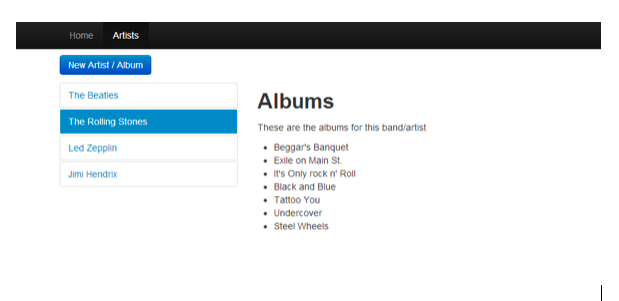 Home Artists
New Artist / Album
The Beatles
The Rolling Stones
Led Zepplin
Jimi Hendrix
Albums
These are the albums for this band/artist
Beggar's Banquet
Exile on Main St.
It's Only rock n' Roll
Black and Blue
Tattoo You
Undercover
Steel Wheels